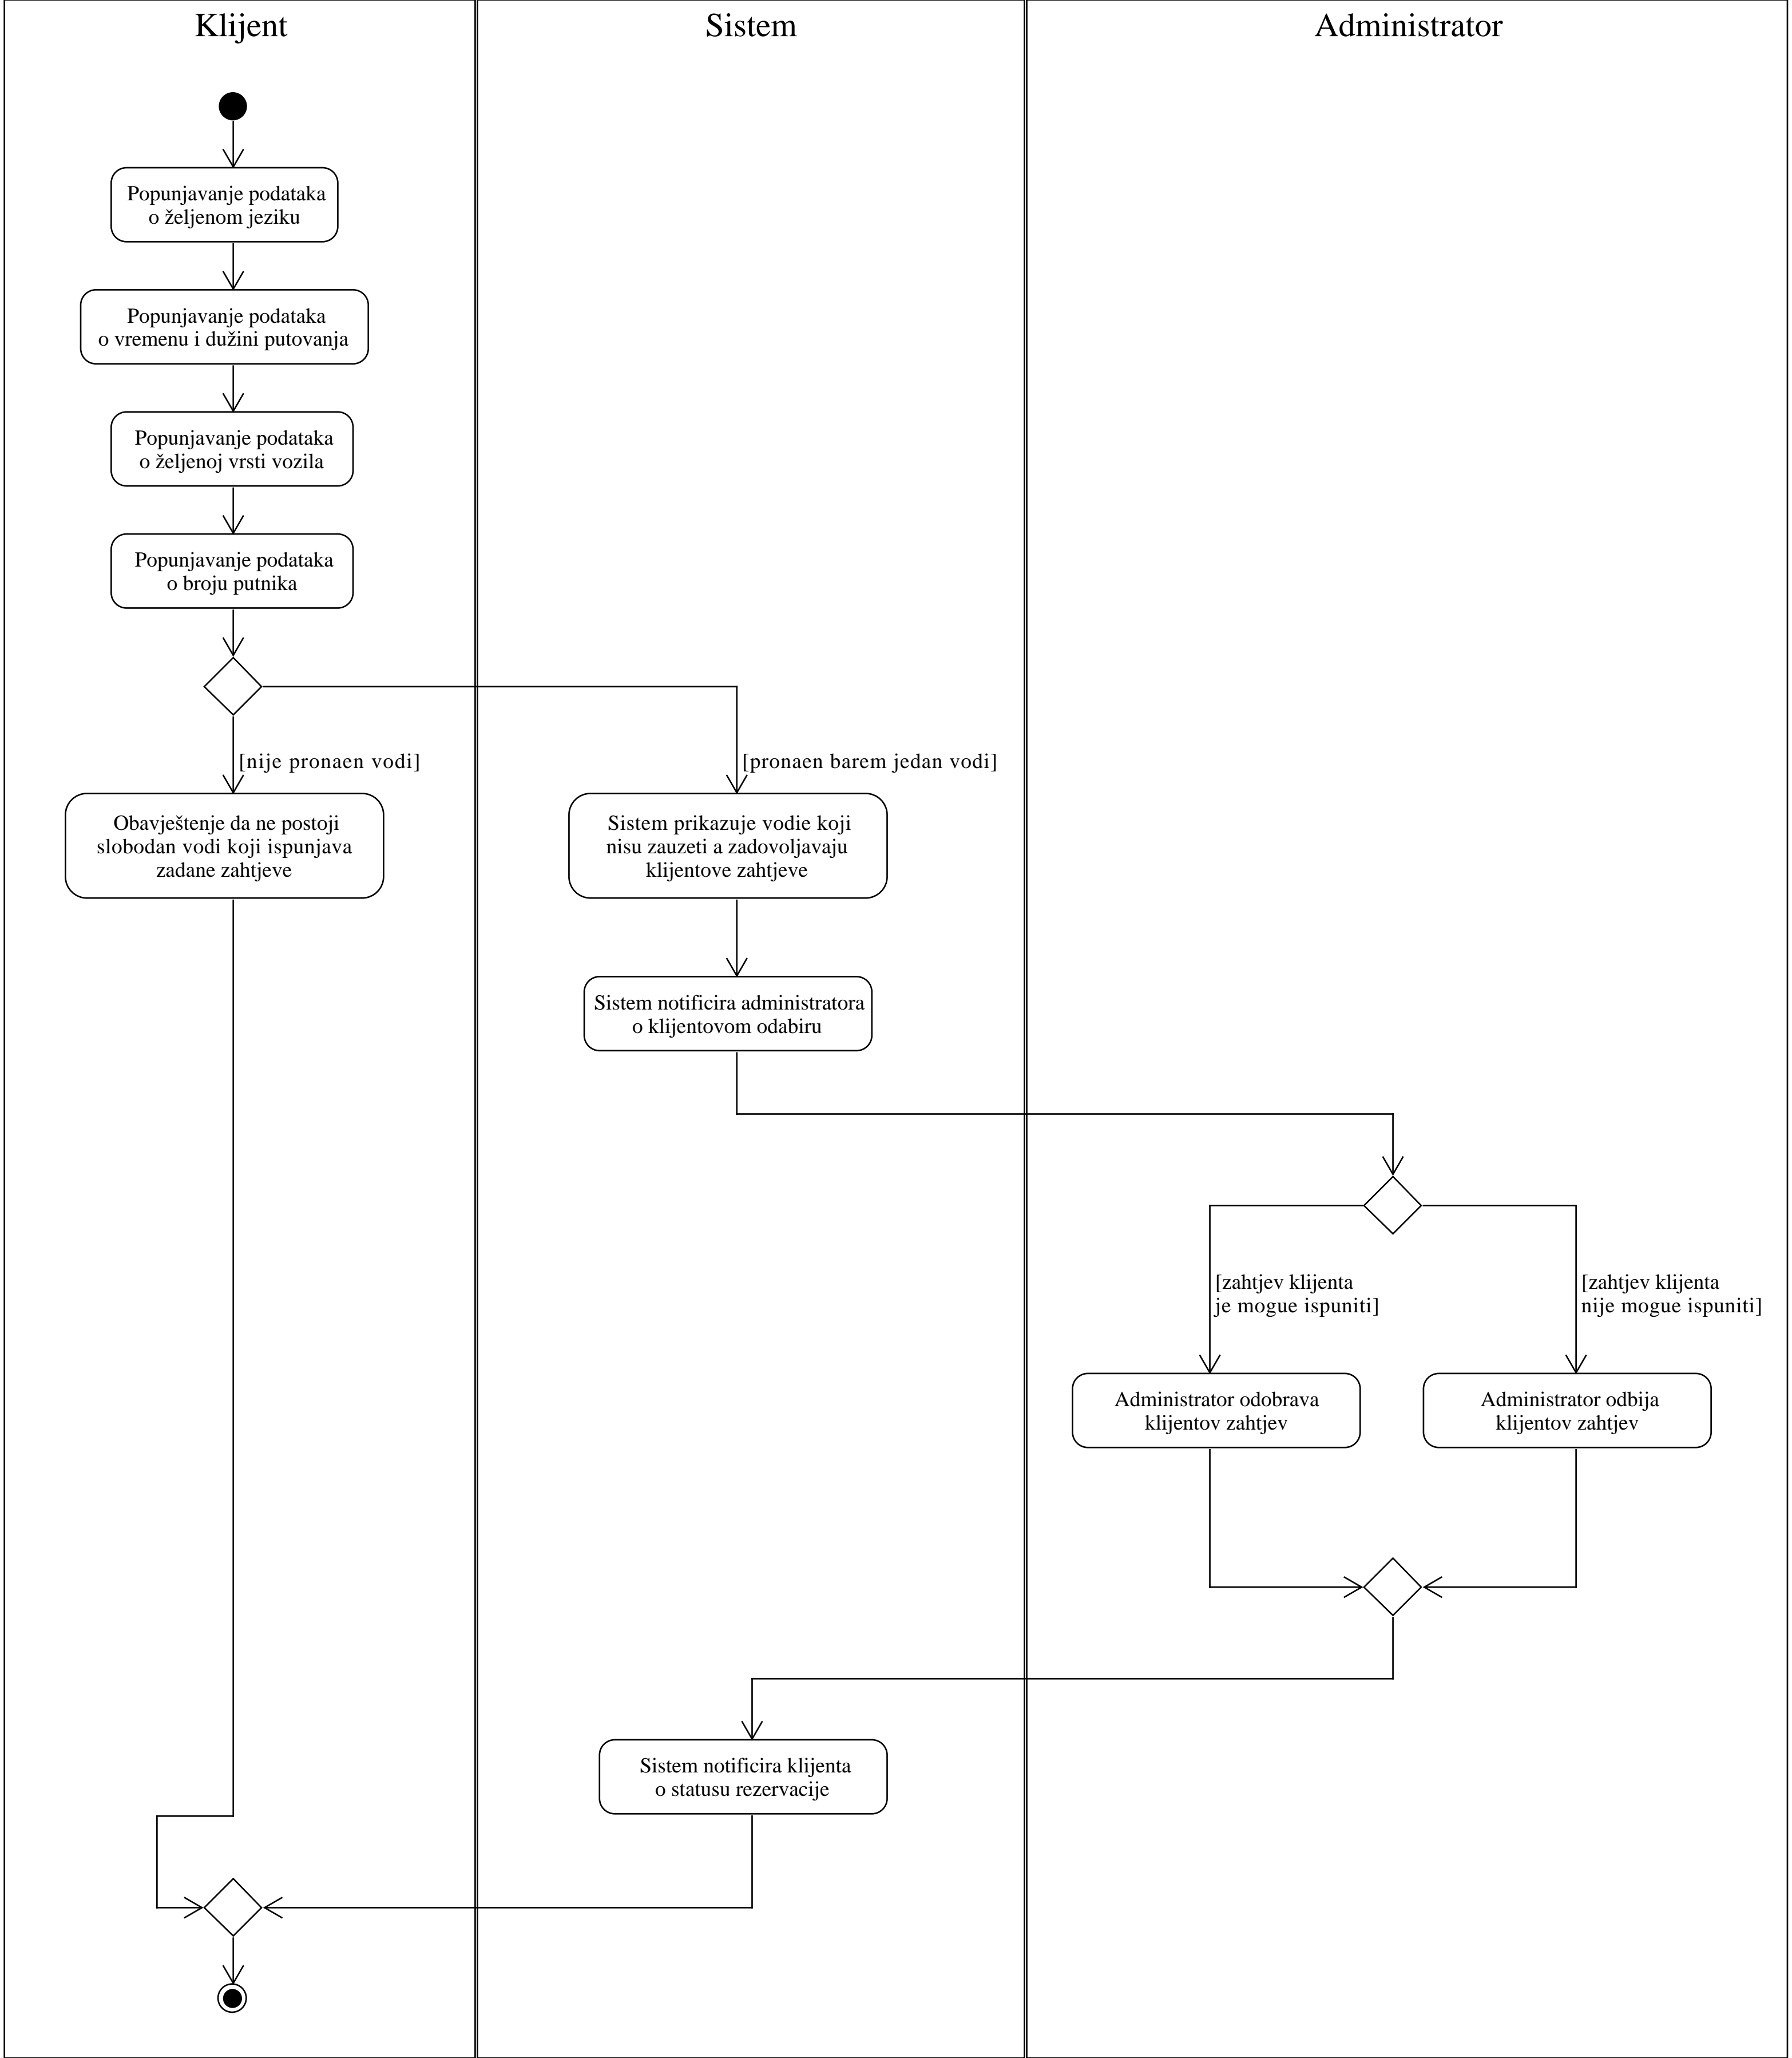 Klijent
Sistem
Administrator
Popunjavanje podataka
o željenom jeziku
Popunjavanje podataka
o vremenu i dužini putovanja
Popunjavanje podataka
o željenoj vrsti vozila
Popunjavanje podataka
o broju putnika
[nije pronaen vodi]
[pronaen barem jedan vodi]
Obavještenje da ne postoji
slobodan vodi koji ispunjava
zadane zahtjeve
Sistem prikazuje vodie koji
nisu zauzeti a zadovoljavaju
klijentove zahtjeve
Sistem notificira administratora
o klijentovom odabiru
[zahtjev klijenta
je mogue ispuniti]
[zahtjev klijenta
nije mogue ispuniti]
Administrator odobrava
klijentov zahtjev
Administrator odbija
klijentov zahtjev
Sistem notificira klijenta
o statusu rezervacije